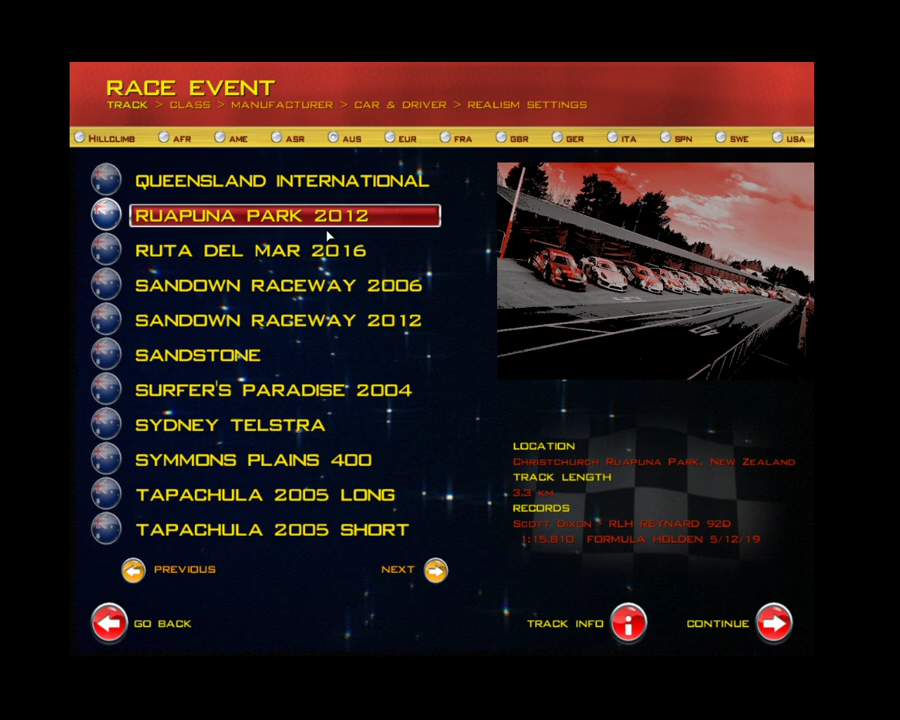 RACE EVENT
TRACK > CLASS > MANUFACTURER > CAR & DRIVER > REALISM SETTINGS
HILLCLIMB AFR AME ASR AUS EUR FRA GBR GER ITA SPN SWE USA
QUEENSLAND INTERNATIONAL
RUAPUNA PARK 2012
RUTA DEL MAR 2016
SANDOWN RACEWAY 2006
SANDOWN RACEWAY 2012
SANDSTONE
SURFER'S PARADISE 2004
SYDNEY TELSTRA
SYMMONS PLAINS 400
TAPACHULA 2005 LONG
TAPACHULA 2005 SHORT
PREVIOUS NEXT
LOCATION
CHRISTCHURCH RUAPUNA PARK, NEW ZEALAND
TRACK LENGTH
3.3 KM
RECORDS
SCOTT DIXON - RLH REYNARD 92D
1:15.810 FORMULA HOLDEN 5/12/19
GO BACK TRACK INFO CONTINUE